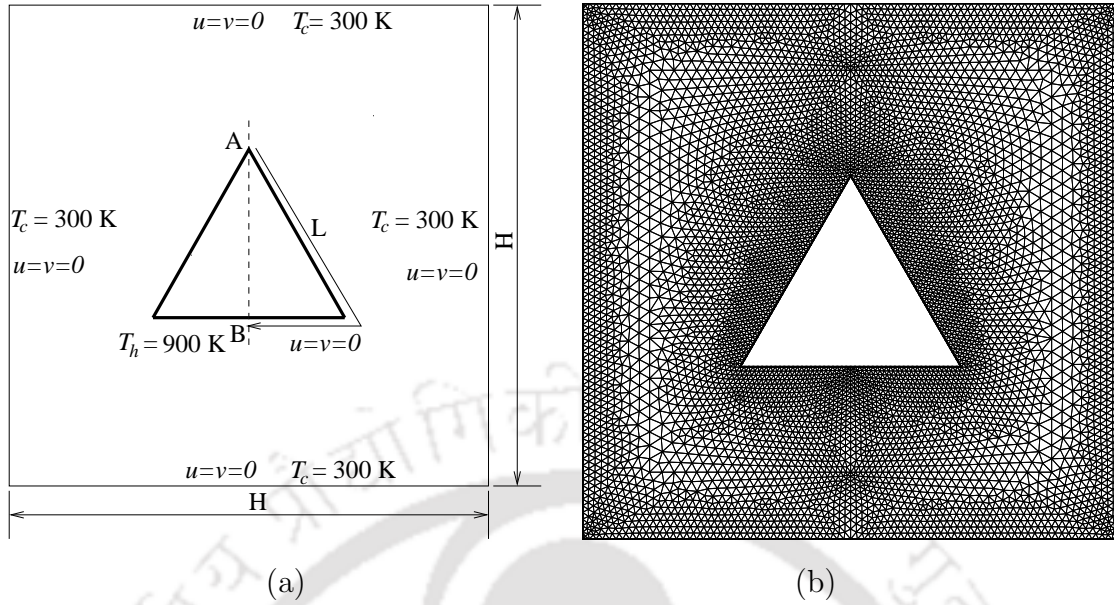 u=v=0 T_c= 300 K
A
L
T_c = 300 K
T_c = 300 K
H
u=v=0
u=v=0
B
T_h = 900 K
u=v=0
u=v=0 T_c= 300 K
H
(a)
(b)